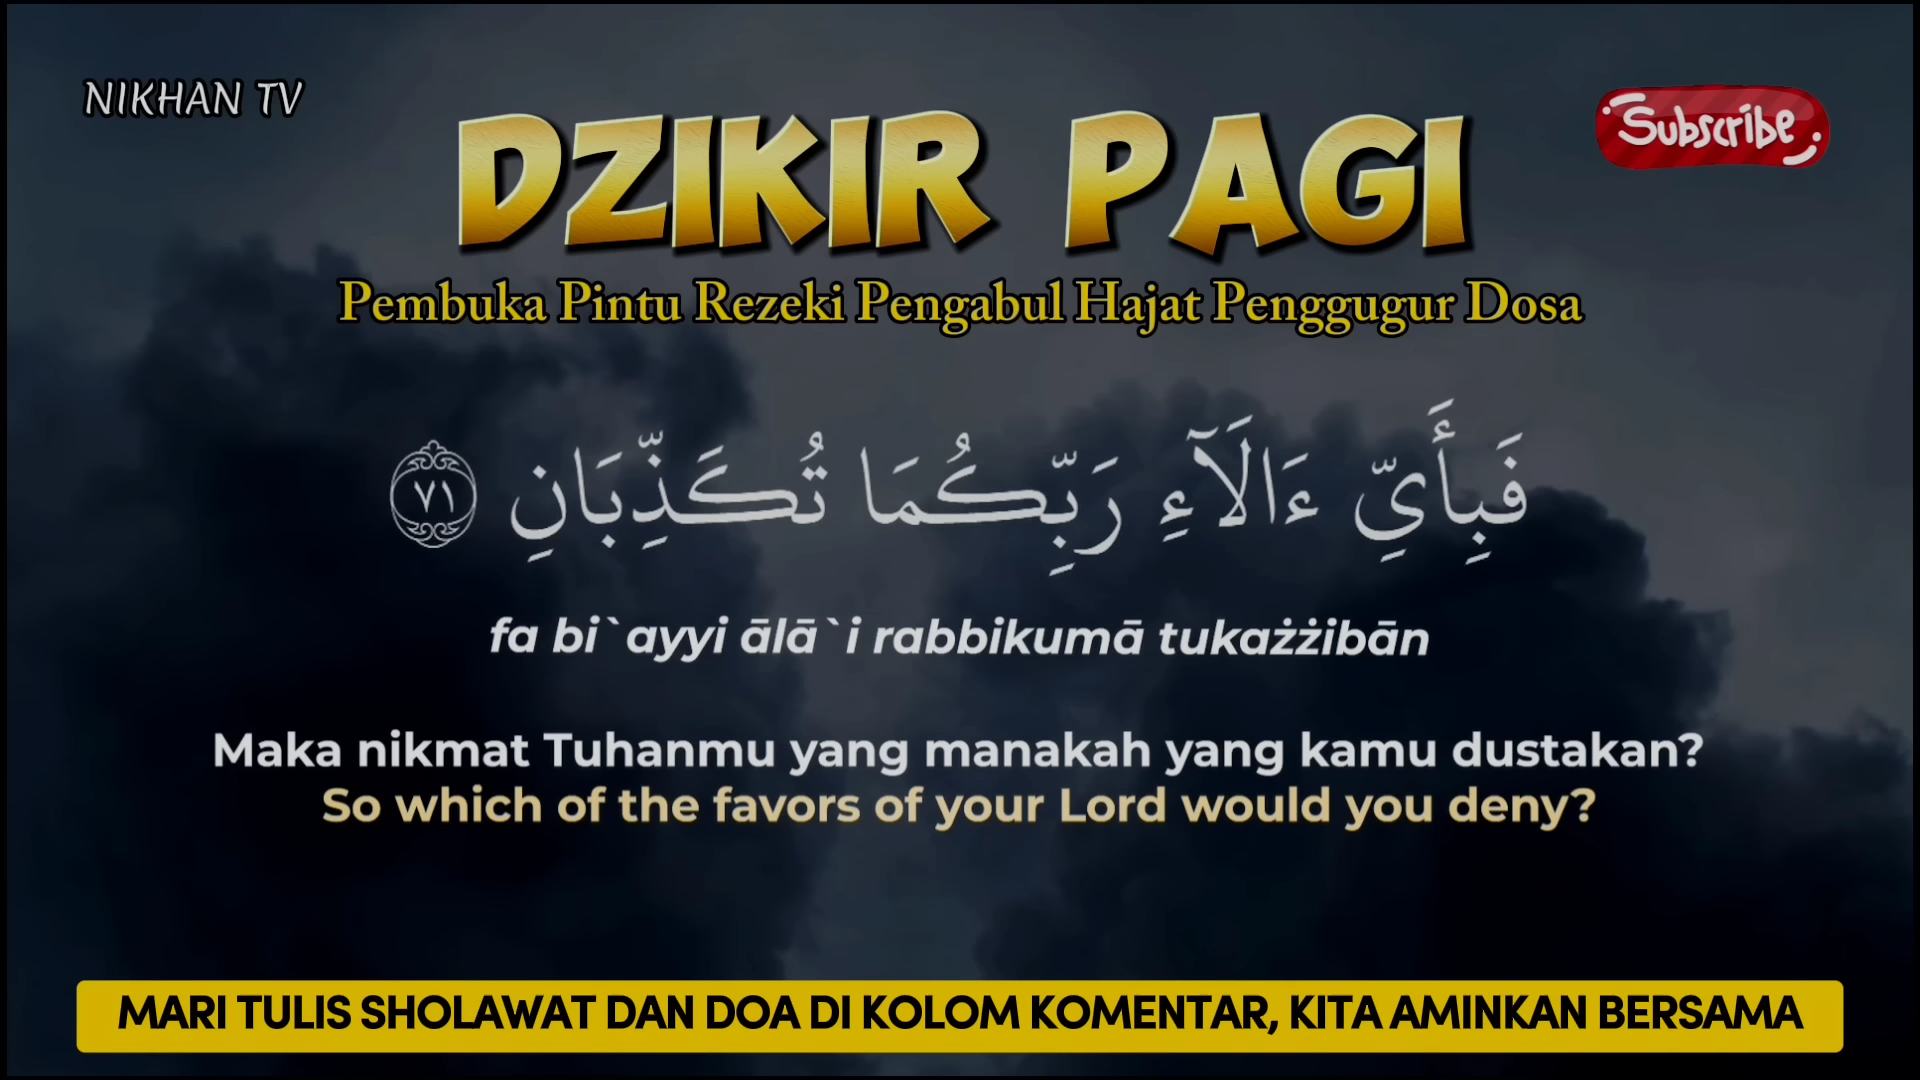 NIKHAN TV
Subscribe
DZIKIR PAGI
Pembuka Pintu Rezeki Pengabul Hajat Penggugur Dosa
فَبِأَيِّ ءَالَآءِ رَبِّكُمَا تُكَذِّبَانِ ٧١
fa bi`ayyi ālā`i rabbikumā tukażżibān
Maka nikmat Tuhanmu yang manakah yang kamu dustakan?
So which of the favors of your Lord would you deny?
MARI TULIS SHOLAWAT DAN DOA DI KOLOM KOMENTAR, KITA AMINKAN BERSAMA